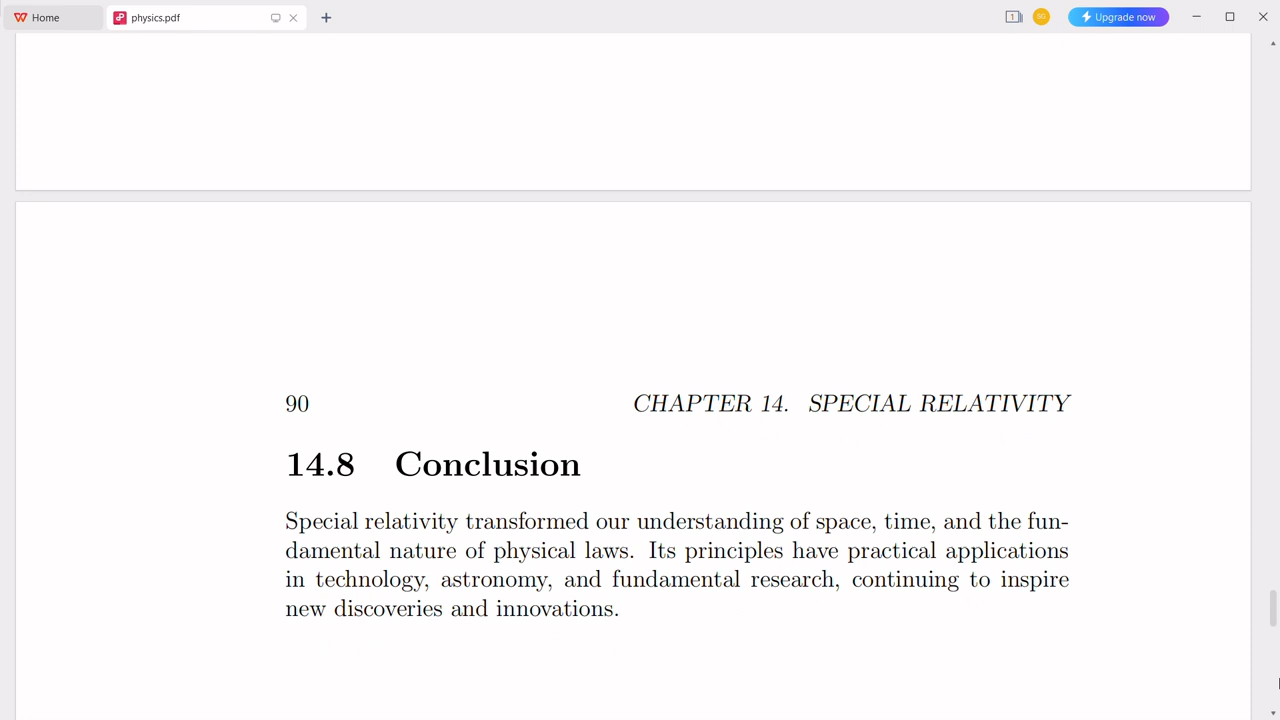 Home
physics.pdf
1
SG
Upgrade now
90 CHAPTER 14. SPECIAL RELATIVITY
14.8 Conclusion
Special relativity transformed our understanding of space, time, and the fun-
damental nature of physical laws. Its principles have practical applications
in technology, astronomy, and fundamental research, continuing to inspire
new discoveries and innovations.